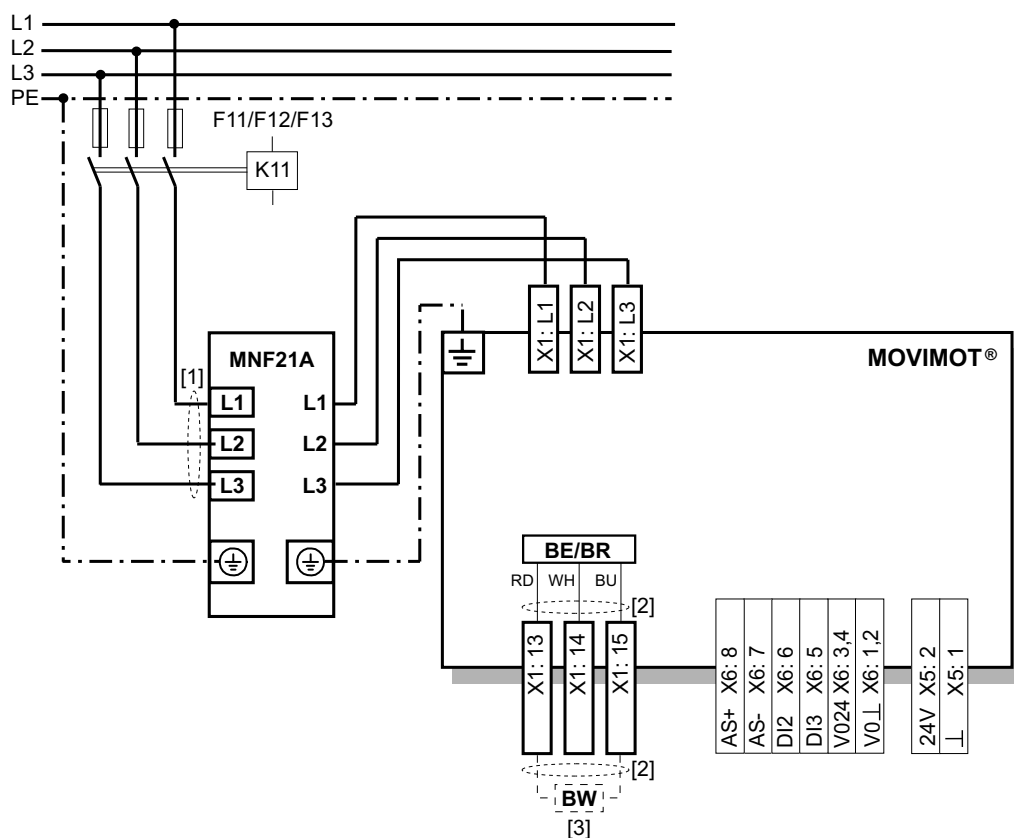 L1
L2
L3
PE
F11/F12/F13
K11
MNF21A
[1]
L1 L1
L2 L2
L3 L3
X1: L1
X1: L2
X1: L3
MOVIMOT®
BE/BR
RD WH BU
[2]
X1: 13
X1: 14
X1: 15
AS+ X6: 8
AS- X6: 7
DI2 X6: 6
DI3 X6: 5
V024 X6: 3,4
V0⊥ X6: 1,2
24V X5: 2
⊥ X5: 1
[2]
BW
[3]